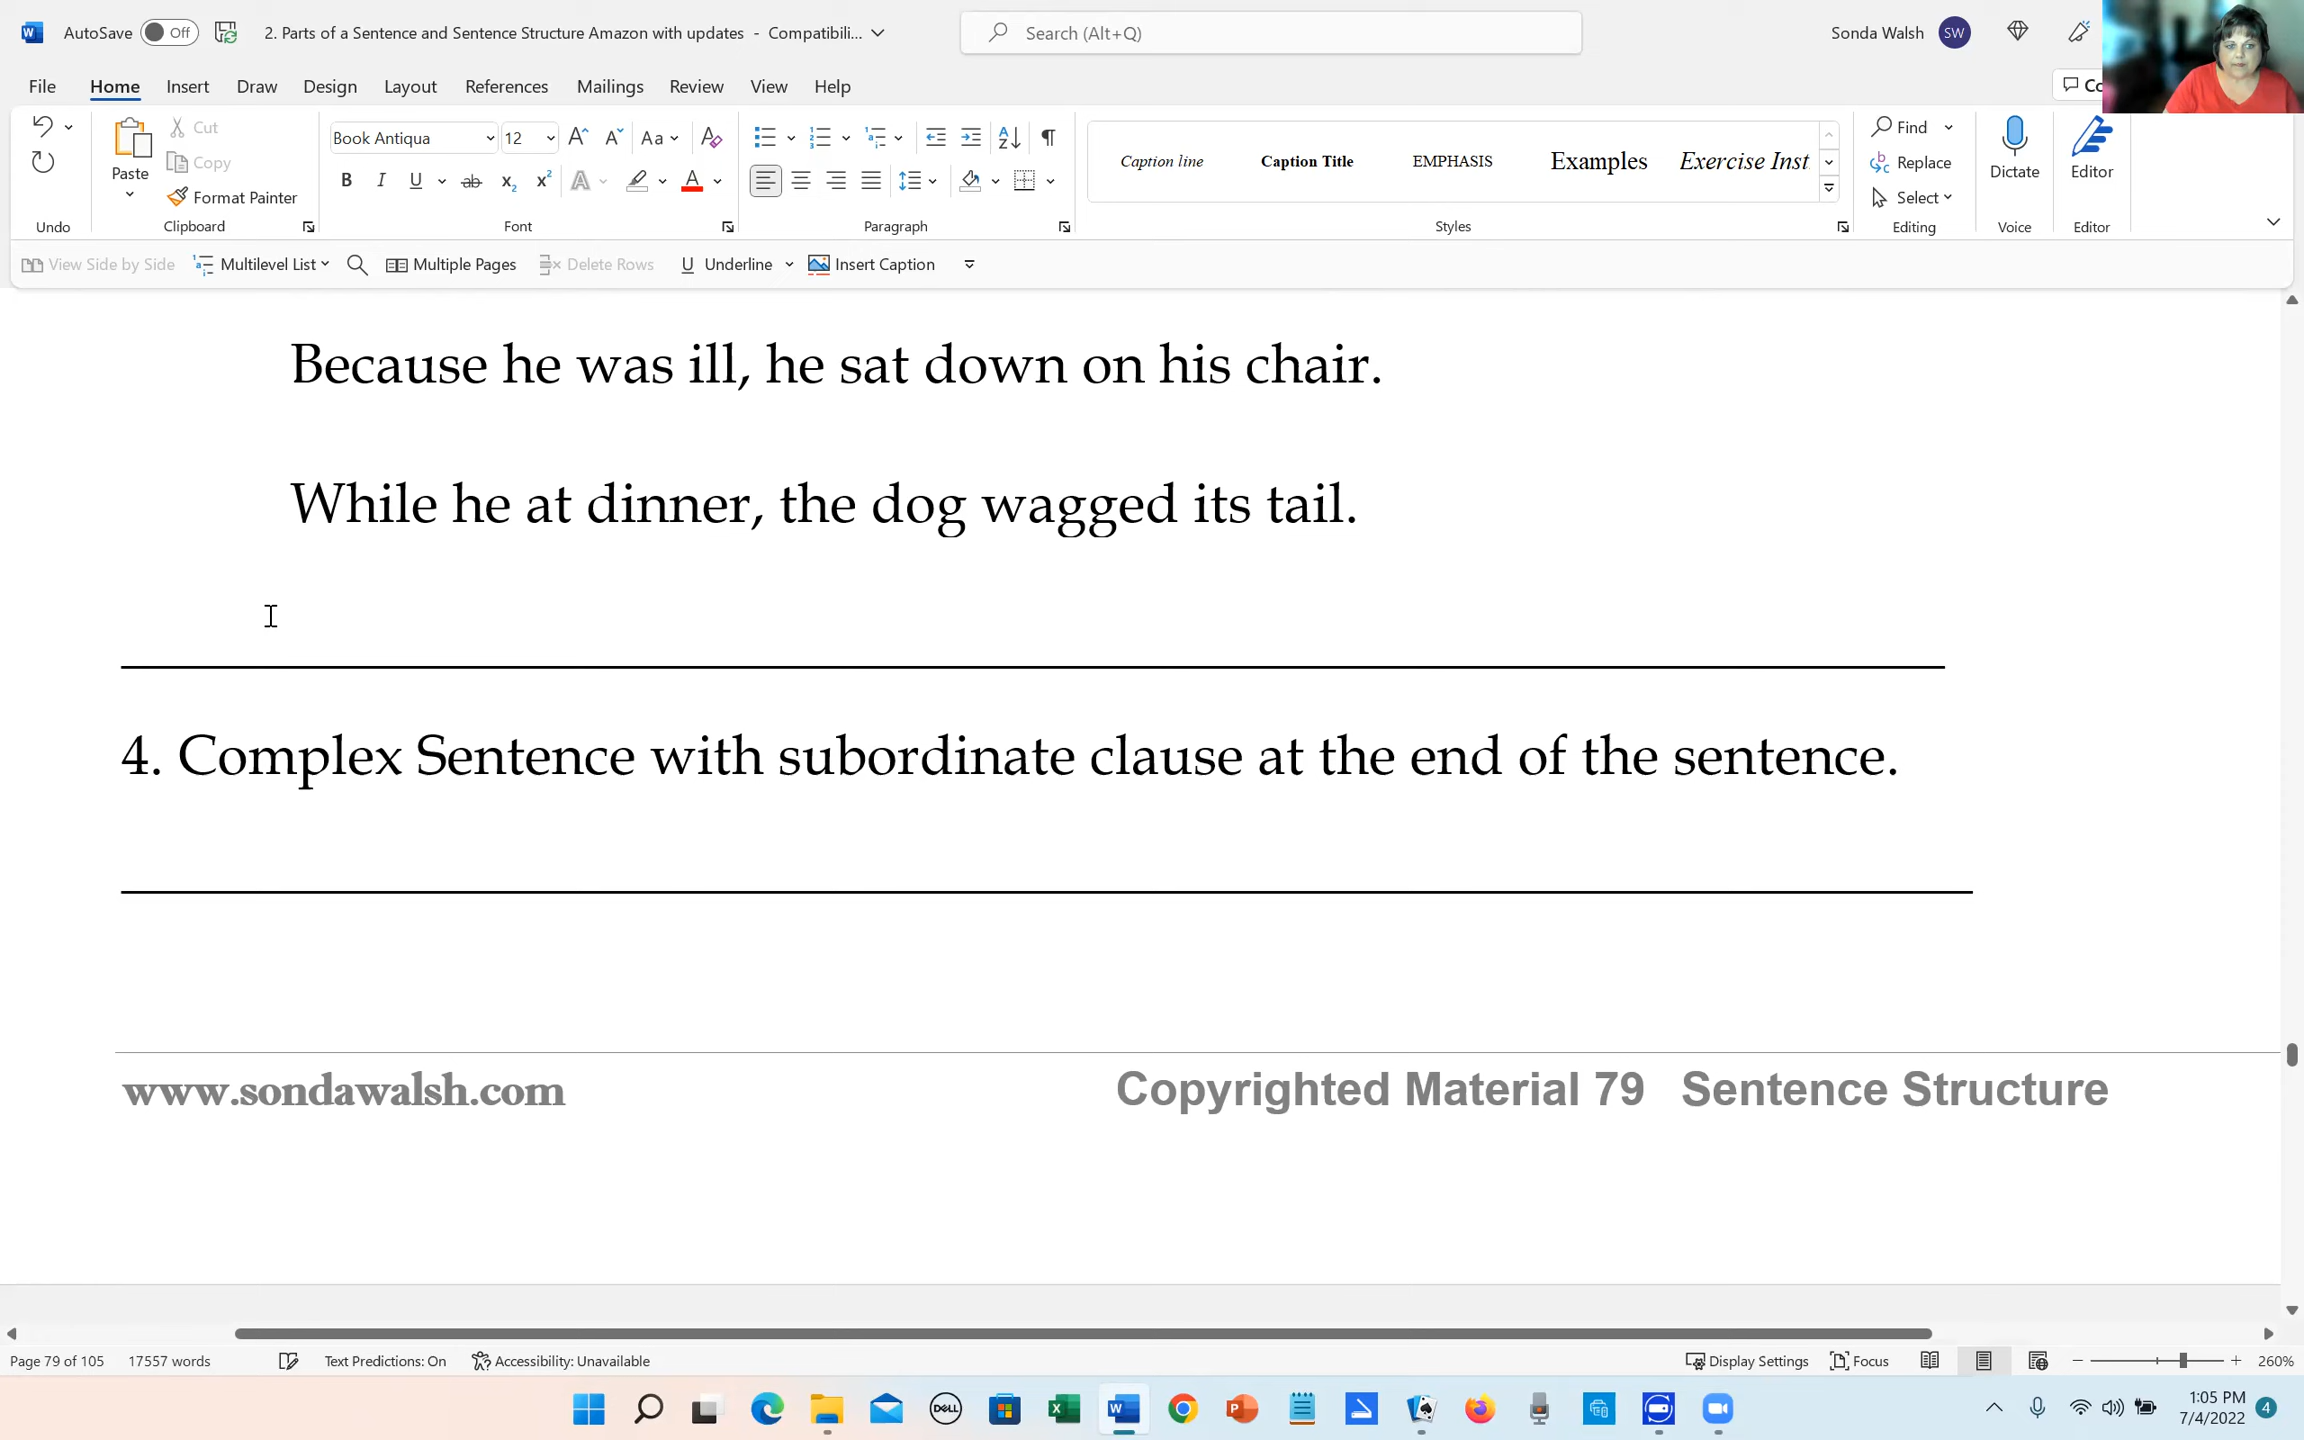 AutoSave Off 2. Parts of a Sentence and Sentence Structure Amazon with updates - Compatibili... Search (Alt+Q) Sonda Walsh SW
File Home Insert Draw Design Layout References Mailings Review View Help
Cut
Copy
Paste
Format Painter
Undo Clipboard
Book Antiqua 12
Font
Paragraph
Caption line Caption Title EMPHASIS Examples Exercise Inst
Styles
Find
Replace
Select
Editing
Dictate
Voice
Editor
Editor
View Side by Side Multilevel List Multiple Pages Delete Rows Underline Insert Caption
Because he was ill, he sat down on his chair.
While he at dinner, the dog wagged its tail.
4. Complex Sentence with subordinate clause at the end of the sentence.
www.sondawalsh.com Copyrighted Material 79 Sentence Structure
Page 79 of 105 17557 words Text Predictions: On Accessibility: Unavailable Display Settings Focus 260%
DELL
1:05 PM
7/4/2022 4